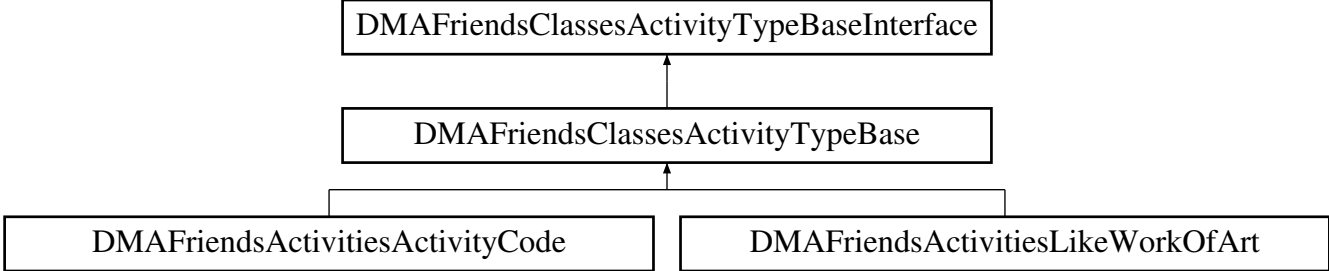 DMAFriendsClassesActivityTypeBaseInterface
DMAFriendsClassesActivityTypeBase
DMAFriendsActivitiesActivityCode
DMAFriendsActivitiesLikeWorkOfArt